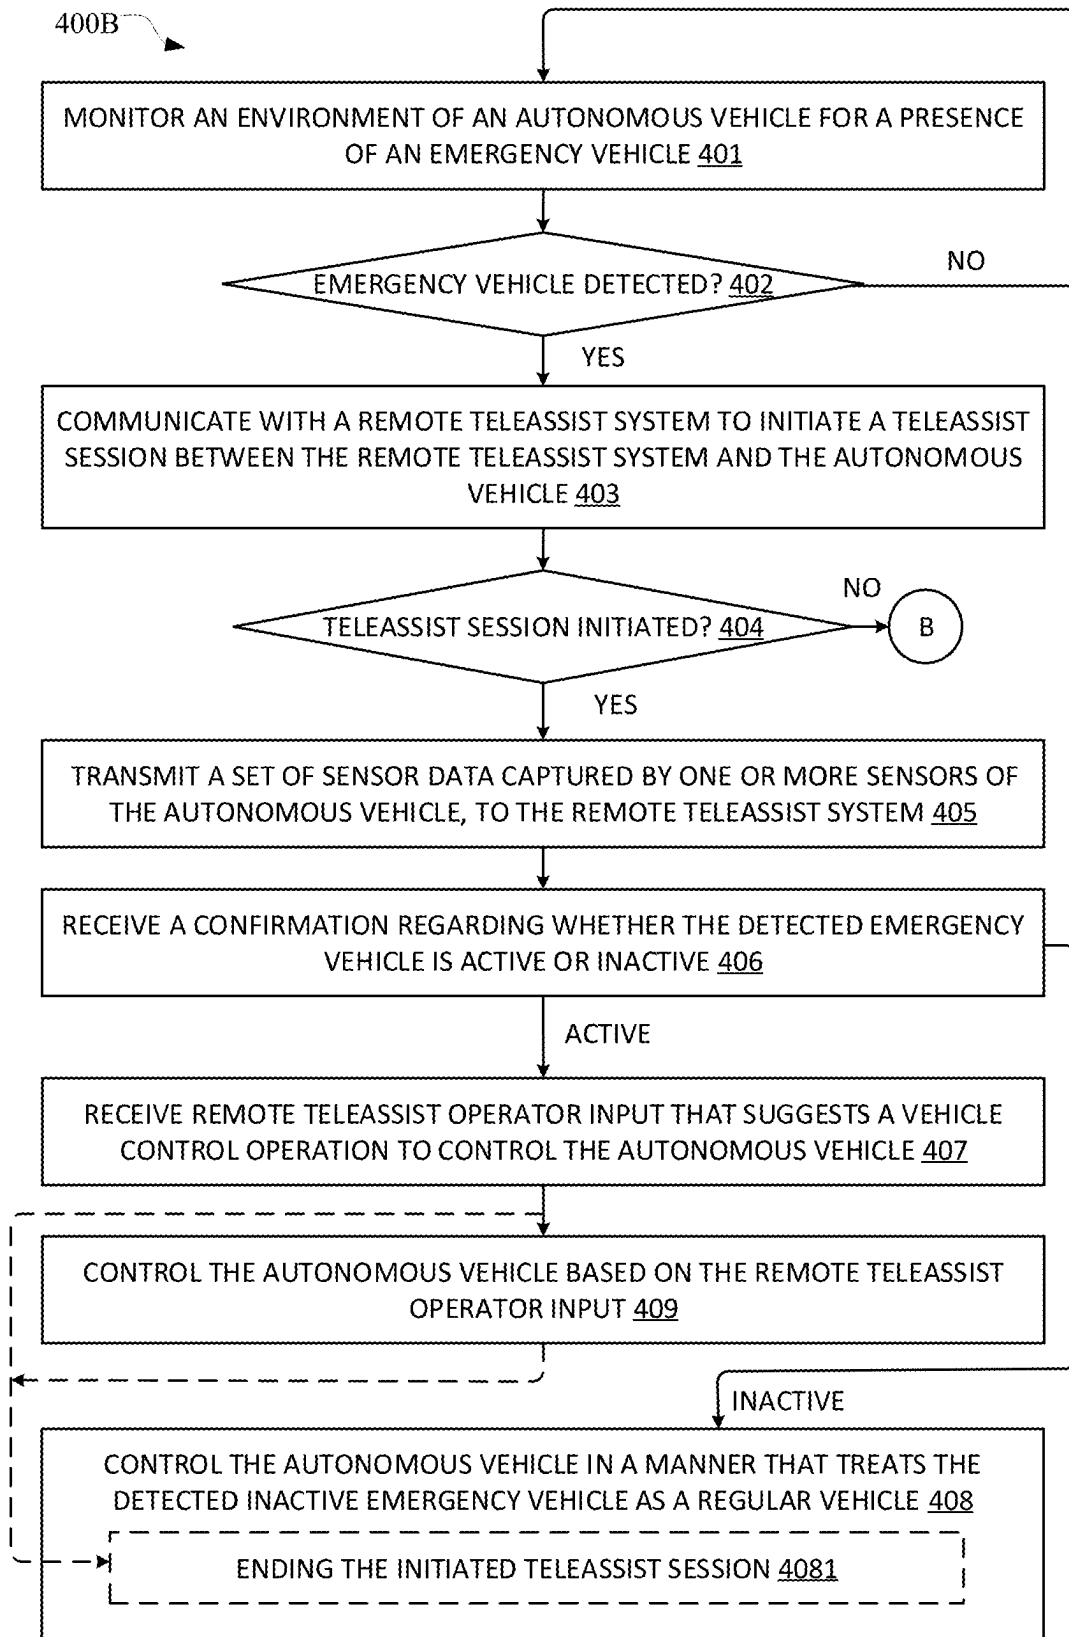 400B
MONITOR AN ENVIRONMENT OF AN AUTONOMOUS VEHICLE FOR A PRESENCE
OF AN EMERGENCY VEHICLE 401
EMERGENCY VEHICLE DETECTED? 402
NO
YES
COMMUNICATE WITH A REMOTE TELEASSIST SYSTEM TO INITIATE A TELEASSIST
SESSION BETWEEN THE REMOTE TELEASSIST SYSTEM AND THE AUTONOMOUS
VEHICLE 403
TELEASSIST SESSION INITIATED? 404
NO
B
YES
TRANSMIT A SET OF SENSOR DATA CAPTURED BY ONE OR MORE SENSORS OF
THE AUTONOMOUS VEHICLE, TO THE REMOTE TELEASSIST SYSTEM 405
RECEIVE A CONFIRMATION REGARDING WHETHER THE DETECTED EMERGENCY
VEHICLE IS ACTIVE OR INACTIVE 406
ACTIVE
RECEIVE REMOTE TELEASSIST OPERATOR INPUT THAT SUGGESTS A VEHICLE
CONTROL OPERATION TO CONTROL THE AUTONOMOUS VEHICLE 407
CONTROL THE AUTONOMOUS VEHICLE BASED ON THE REMOTE TELEASSIST
OPERATOR INPUT 409
INACTIVE
CONTROL THE AUTONOMOUS VEHICLE IN A MANNER THAT TREATS THE
DETECTED INACTIVE EMERGENCY VEHICLE AS A REGULAR VEHICLE 408
ENDING THE INITIATED TELEASSIST SESSION 4081